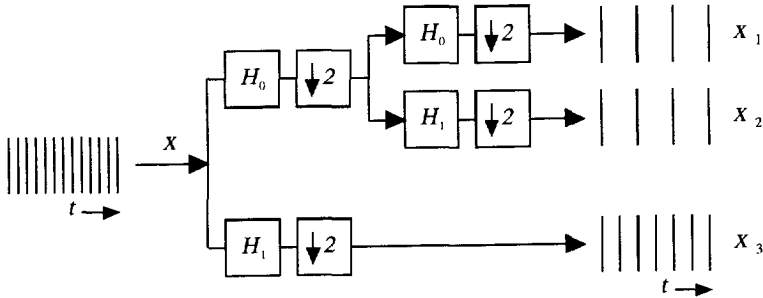 H₀ 2 X₁
H₀ 2
H₁ 2 X₂
X
t
H₁ 2 X₃
t